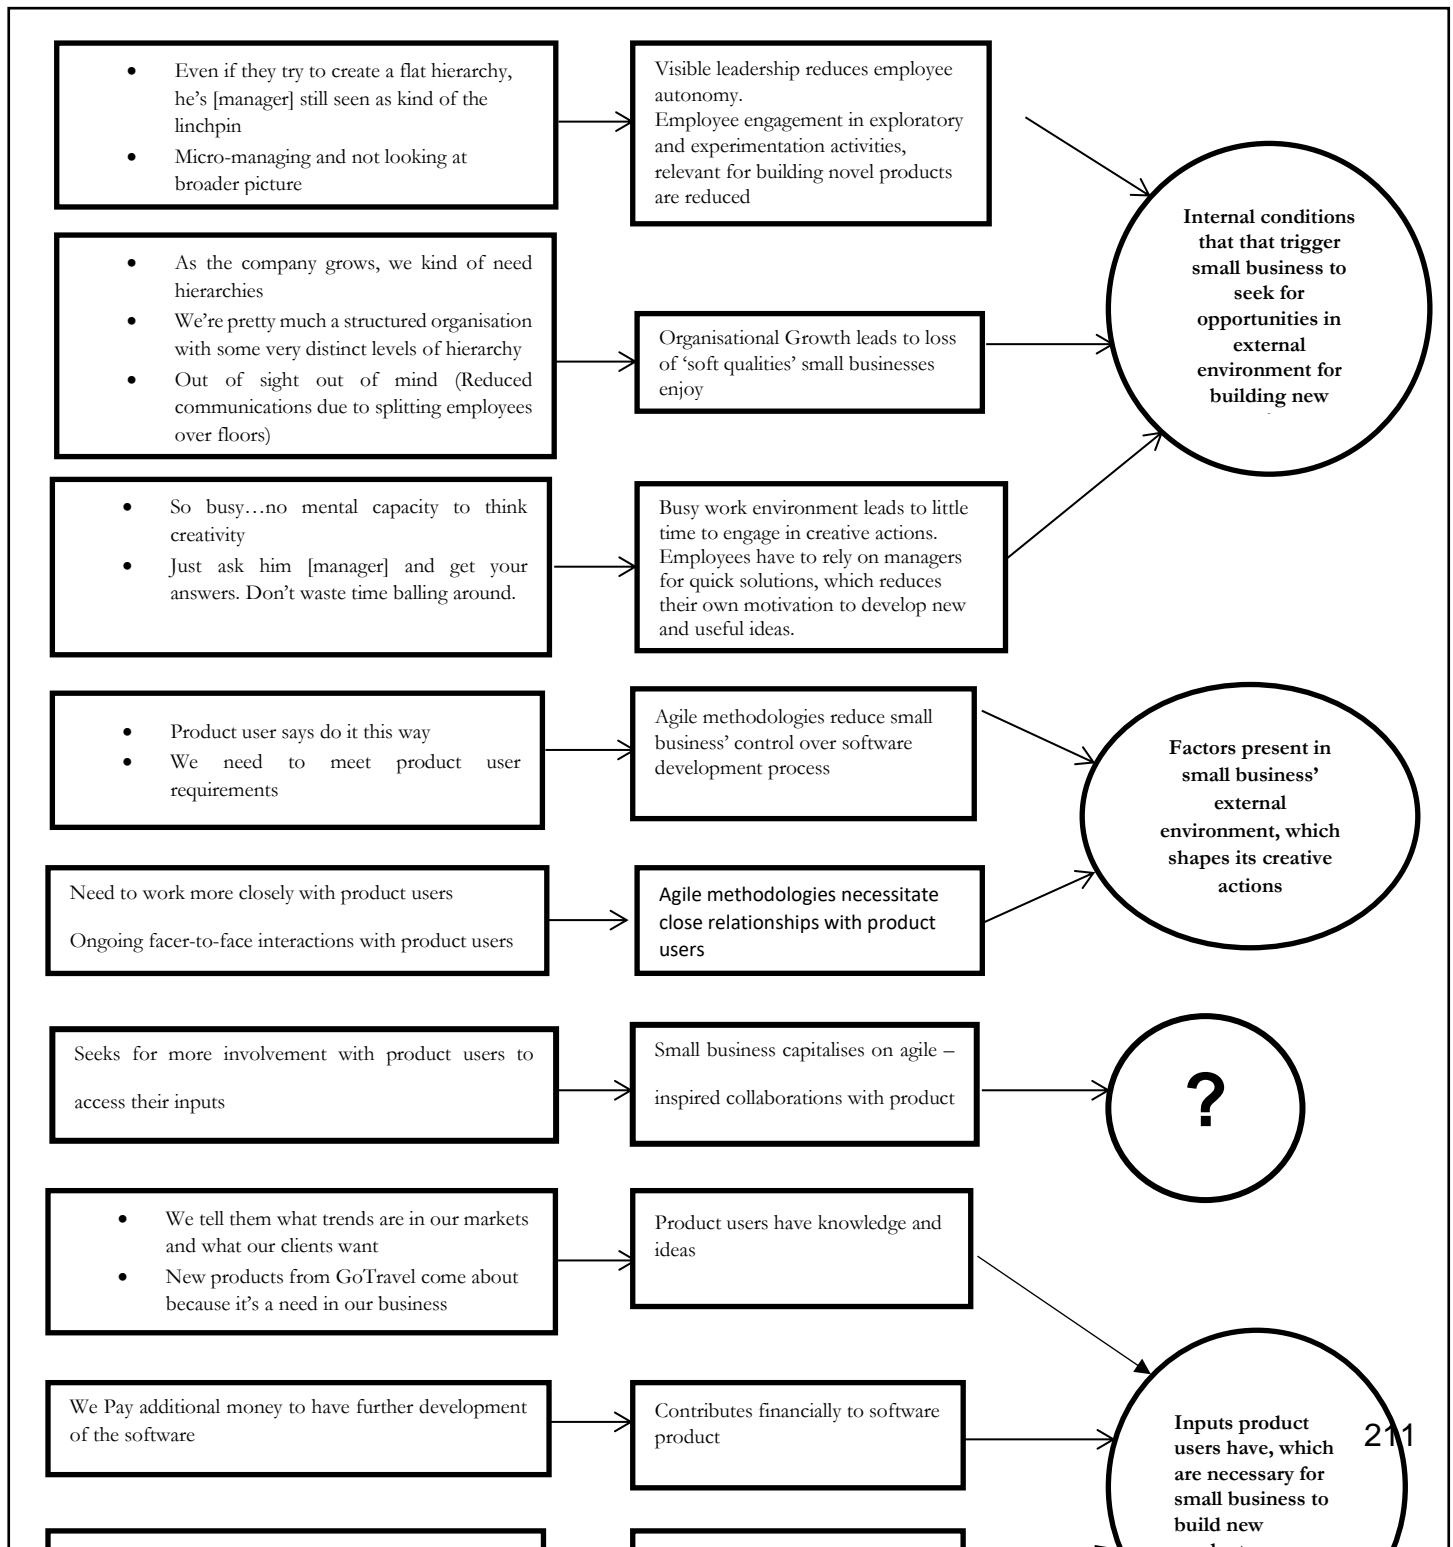 Even if they try to create a flat hierarchy,
he's [manager] still seen as kind of the
linchpin
Micro-managing and not looking at
broader picture
Visible leadership reduces employee
autonomy.
Employee engagement in exploratory
and experimentation activities,
relevant for building novel products
are reduced
Internal conditions
that that trigger
small business to
seek for
opportunities in
external
environment for
building new
As the company grows, we kind of need
hierarchies
We're pretty much a structured organisation
with some very distinct levels of hierarchy
Out of sight out of mind (Reduced
communications due to splitting employees
over floors)
Organisational Growth leads to loss
of 'soft qualities' small businesses
enjoy
So busy…no mental capacity to think
creativity
Just ask him [manager] and get your
answers. Don't waste time balling around.
Busy work environment leads to little
time to engage in creative actions.
Employees have to rely on managers
for quick solutions, which reduces
their own motivation to develop new
and useful ideas.
Product user says do it this way
We need to meet product user
requirements
Agile methodologies reduce small
business' control over software
development process
Factors present in
small business'
external
environment, which
shapes its creative
actions
Need to work more closely with product users
Ongoing facer-to-face interactions with product users
Agile methodologies necessitate
close relationships with product
users
Seeks for more involvement with product users to
access their inputs
Small business capitalises on agile –
inspired collaborations with product
?
We tell them what trends are in our markets
and what our clients want
New products from GoTravel come about
because it's a need in our business
Product users have knowledge and
ideas
We Pay additional money to have further development
of the software
Contributes financially to software
product
Inputs product
users have, which
are necessary for
small business to
build new
211